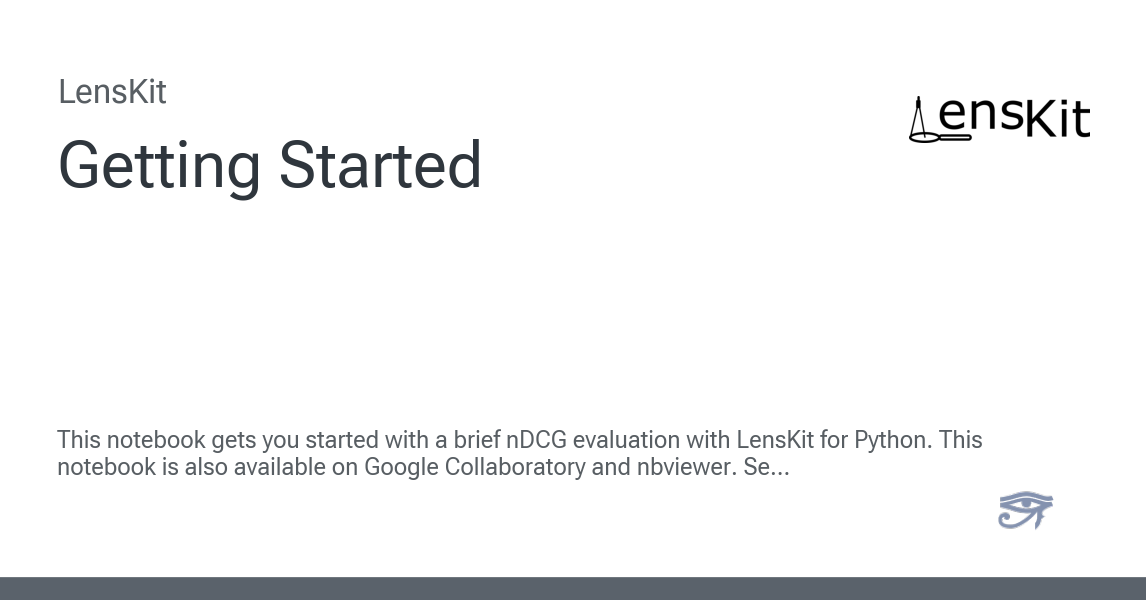 LensKit
LensKit
Getting Started
This notebook gets you started with a brief nDCG evaluation with LensKit for Python. This
notebook is also available on Google Collaboratory and nbviewer. Se...